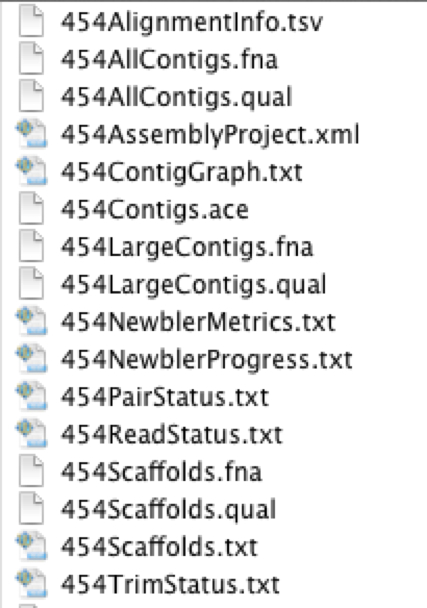 454AlignmentInfo.tsv
454AllContigs.fna
454AllContigs.qual
454AssemblyProject.xml
454ContigGraph.txt
454Contigs.ace
454LargeContigs.fna
454LargeContigs.qual
454NewblerMetrics.txt
454NewblerProgress.txt
454PairStatus.txt
454ReadStatus.txt
454Scaffolds.fna
454Scaffolds.qual
454Scaffolds.txt
454TrimStatus.txt